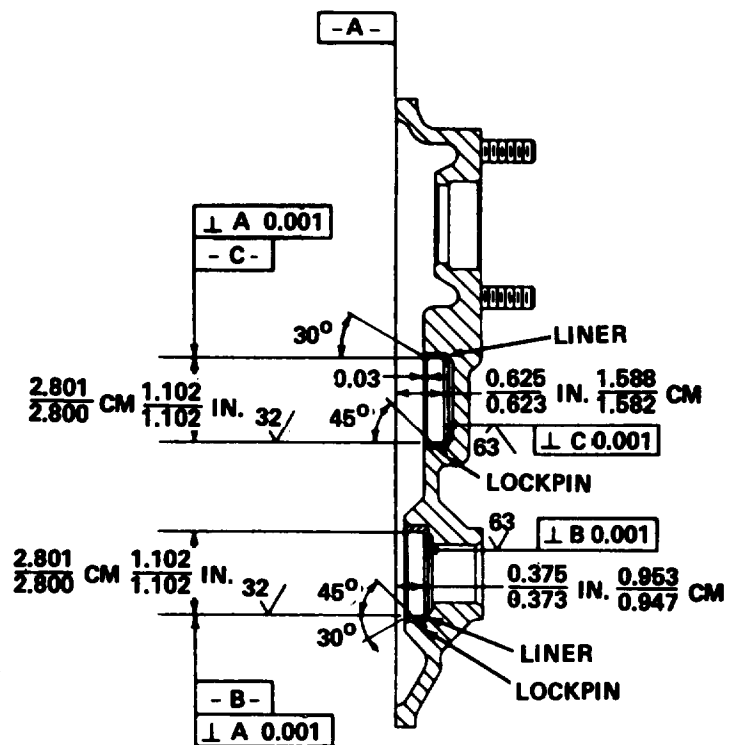 -A-
⊥ A 0.001
-C-
30°
LINER
0.03
2.801
2.800 CM 1.102
1.102 IN.
32
45°
0.625
0.623 IN. 1.588
1.582 CM
63
⊥ C 0.001
LOCKPIN
63
⊥ B 0.001
2.801
2.800 CM 1.102
1.102 IN.
32
45°
0.375
0.373 IN. 0.953
0.947 CM
30°
LINER
LOCKPIN
-B-
⊥ A 0.001